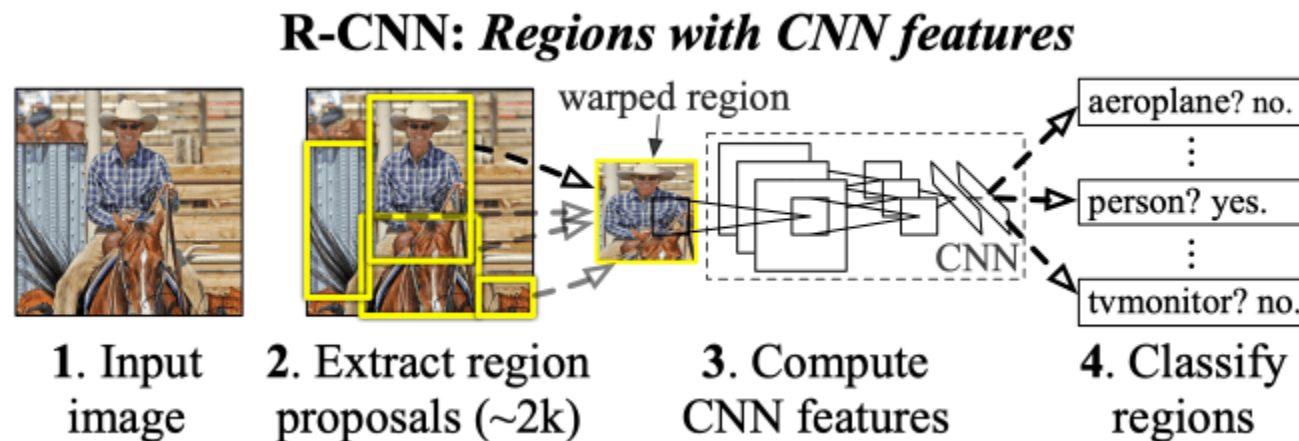 R-CNN: Regions with CNN features
warped region
aeroplane? no.
⋮
person? yes.
⋮
tvmonitor? no.
CNN
1. Input
image
2. Extract region
proposals (~2k)
3. Compute
CNN features
4. Classify
regions